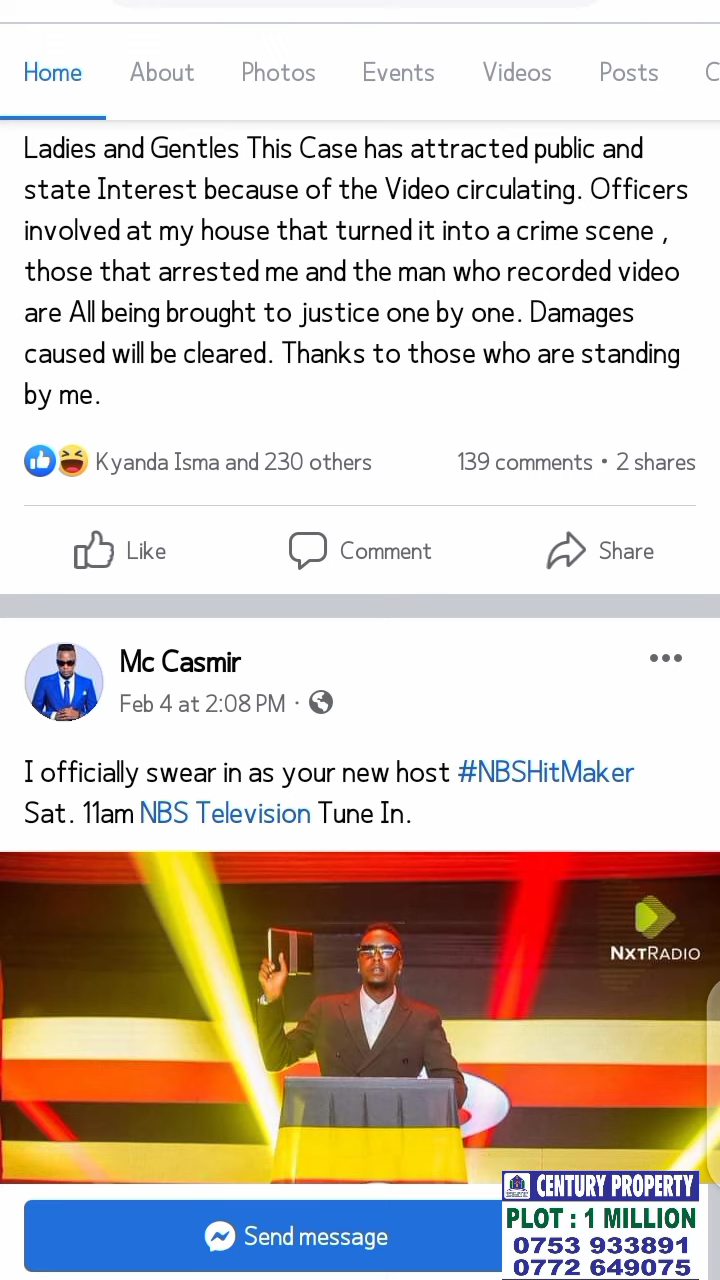 Home About Photos Events Videos Posts C
Ladies and Gentles This Case has attracted public and
state Interest because of the Video circulating. Officers
involved at my house that turned it into a crime scene ,
those that arrested me and the man who recorded video
are All being brought to justice one by one. Damages
caused will be cleared. Thanks to those who are standing
by me.
Kyanda Isma and 230 others 139 comments • 2 shares
Like Comment Share
Mc Casmir
Feb 4 at 2:08 PM ·
I officially swear in as your new host #NBSHitMaker
Sat. 11am NBS Television Tune In.
NXTRADIO
CENTURY PROPERTY
PLOT : 1 MILLION
0753 933891
0772 649075
Send message